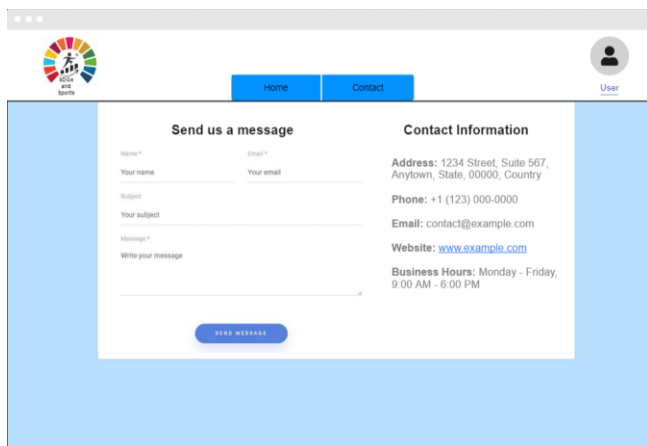 SDGs
and
Sports
Home
Contact
User
Send us a message
Name *
Email *
Your name
Your email
Subject
Your subject
Message *
Write your message
SEND MESSAGE
Contact Information
Address: 1234 Street, Suite 567,
Anytown, State, 00000, Country
Phone: +1 (123) 000-0000
Email: contact@example.com
Website: www.example.com
Business Hours: Monday - Friday,
9:00 AM - 6:00 PM